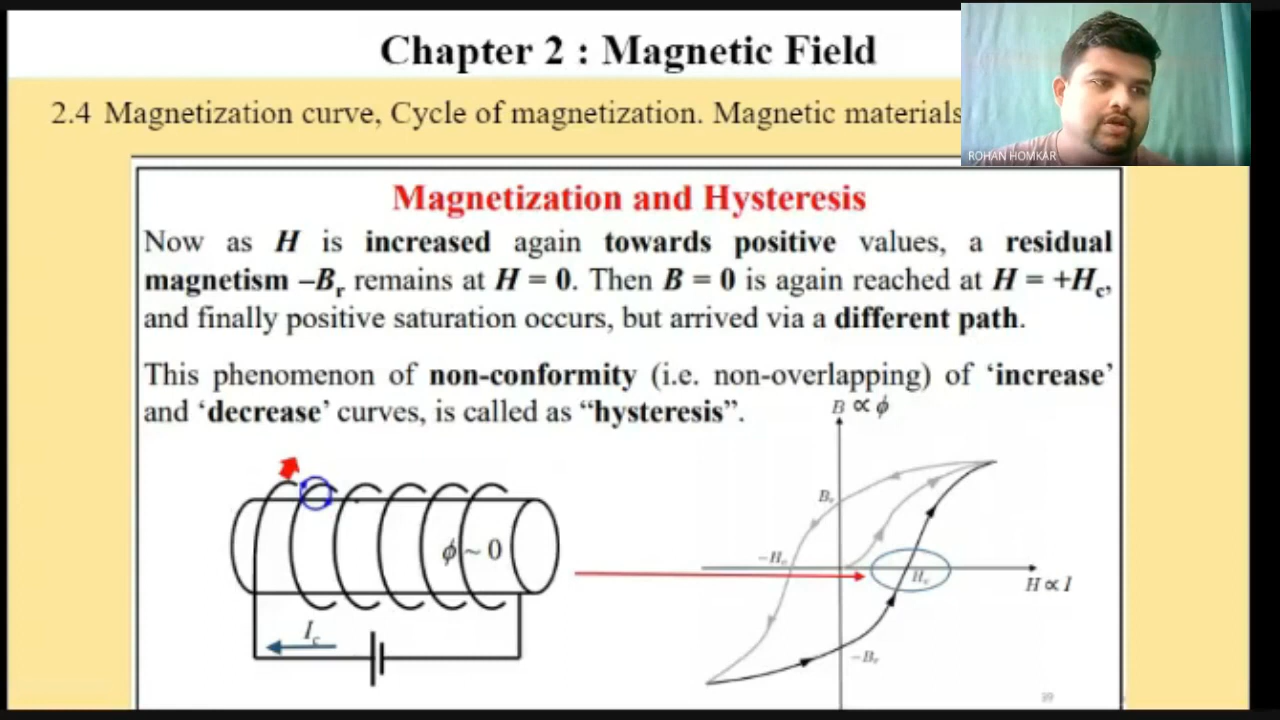 Chapter 2 : Magnetic Field
2.4 Magnetization curve, Cycle of magnetization. Magnetic materials
ROHAN HOMKAR
Magnetization and Hysteresis
Now as H is increased again towards positive values, a residual
magnetism –Br remains at H = 0. Then B = 0 is again reached at H = +Hc,
and finally positive saturation occurs, but arrived via a different path.
This phenomenon of non-conformity (i.e. non-overlapping) of ‘increase’
and ‘decrease’ curves, is called as “hysteresis”.
B ∝ ϕ
Br
–Hc
ϕ ~ 0
Hc
H ∝ I
Ic
–Br
99